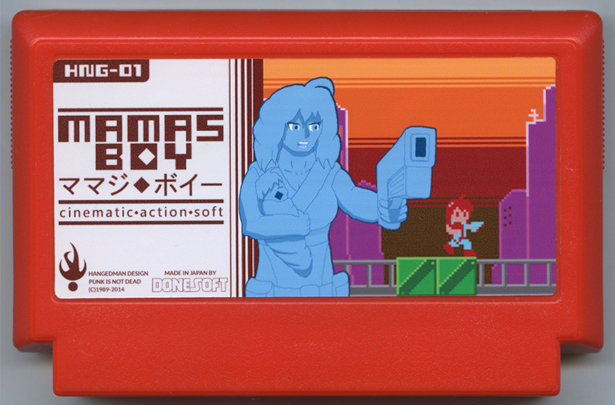 HNG-01
MAMAS
BOY
ママジ◆ボイー
cinematic◆action◆soft
HANGEDMAN DESIGN
PUNK IS NOT DEAD
(C)1989-2014
MADE IN JAPAN BY
DONESOFT